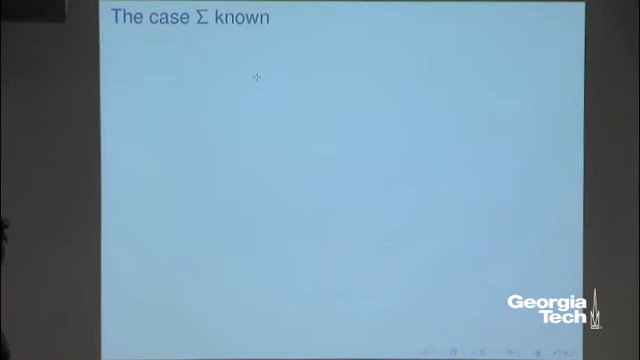 The case Σ known
Georgia
Tech